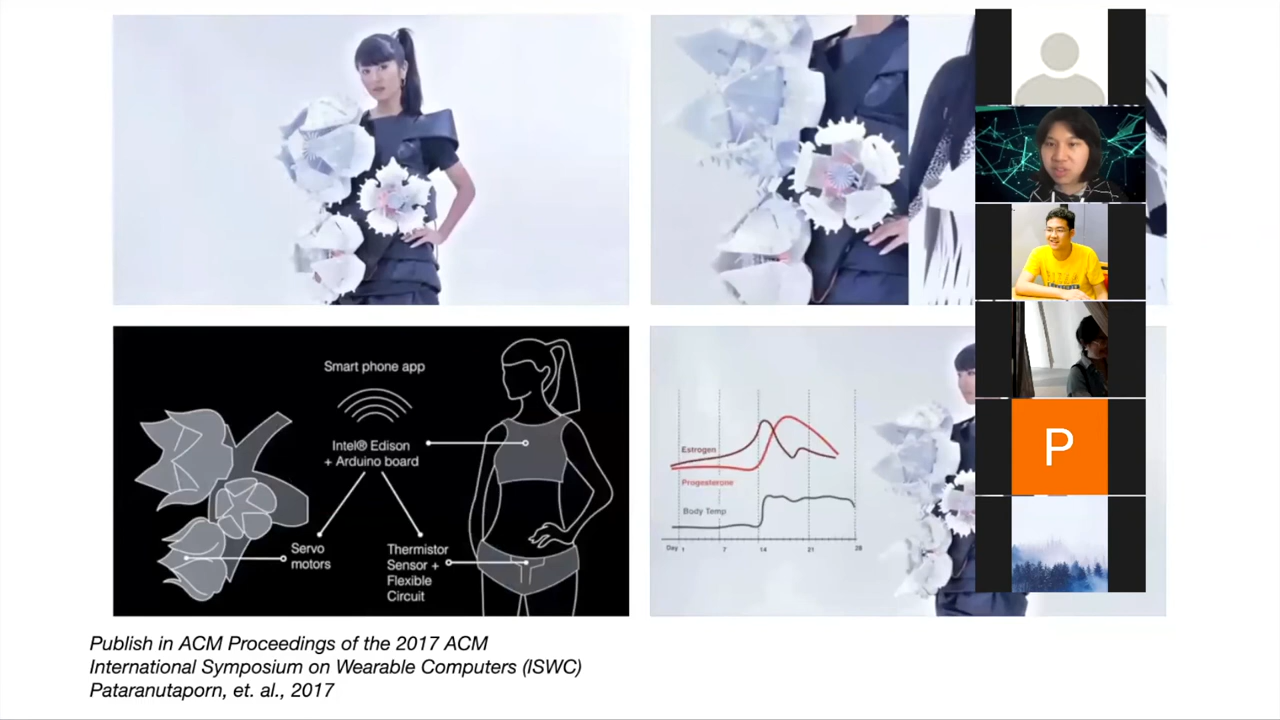 Smart phone app
Intel® Edison
+ Arduino board
Servo
motors
Thermistor
Sensor +
Flexible
Circuit
Estrogen
Progesterone
Body Temp
Day 1 7 14 21 28
P
Publish in ACM Proceedings of the 2017 ACM
International Symposium on Wearable Computers (ISWC)
Pataranutaporn, et. al., 2017